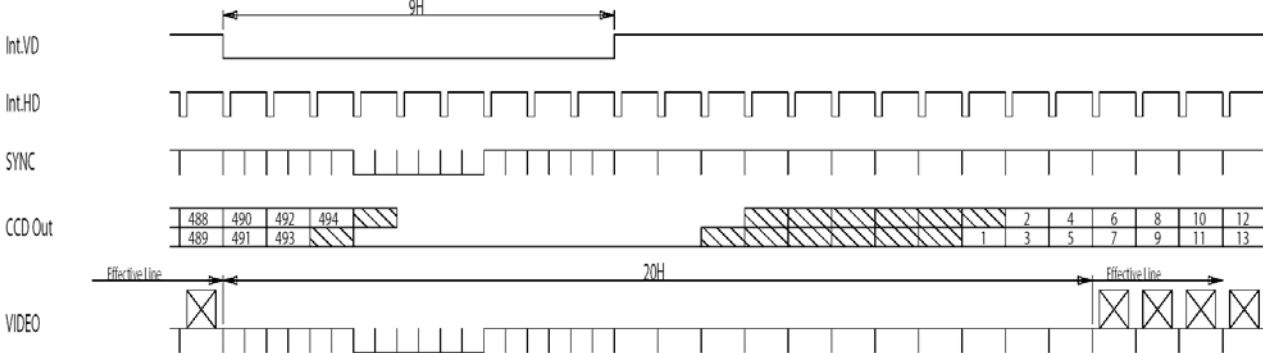 9H
Int.VD
Int.HD
SYNC
CCD Out
488 490 492 494 2 4 6 8 10 12
489 491 493 1 3 5 7 9 11 13
Effective Line 20H Effective Line
VIDEO